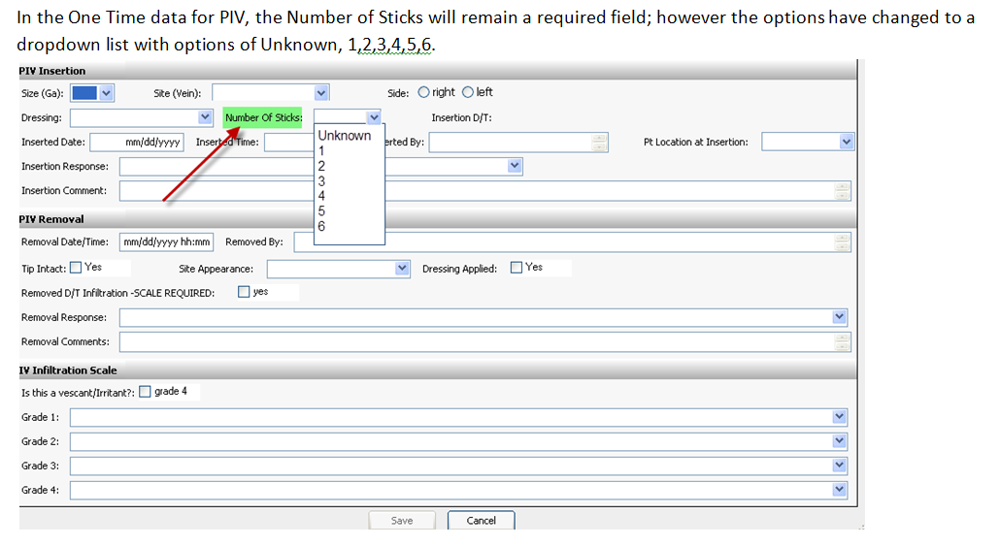 In the One Time data for PIV, the Number of Sticks will remain a required field; however the options have changed to a
dropdown list with options of Unknown, 1,2,3,4,5,6.
PIV Insertion
Size (Ga): Site (Vein): Side: right left
Dressing: Number Of Sticks: Insertion D/T:
Unknown
1
2
3
4
5
6
Inserted Date: mm/dd/yyyy Inserted Time: erted By: Pt Location at Insertion:
Insertion Response:
Insertion Comment:
PIV Removal
Removal Date/Time: mm/dd/yyyy hh:mm Removed By:
Tip Intact: Yes Site Appearance: Dressing Applied: Yes
Removed D/T Infiltration -SCALE REQUIRED: yes
Removal Response:
Removal Comments:
IV Infiltration Scale
Is this a vescant/Irritant?: grade 4
Grade 1:
Grade 2:
Grade 3:
Grade 4:
Save Cancel